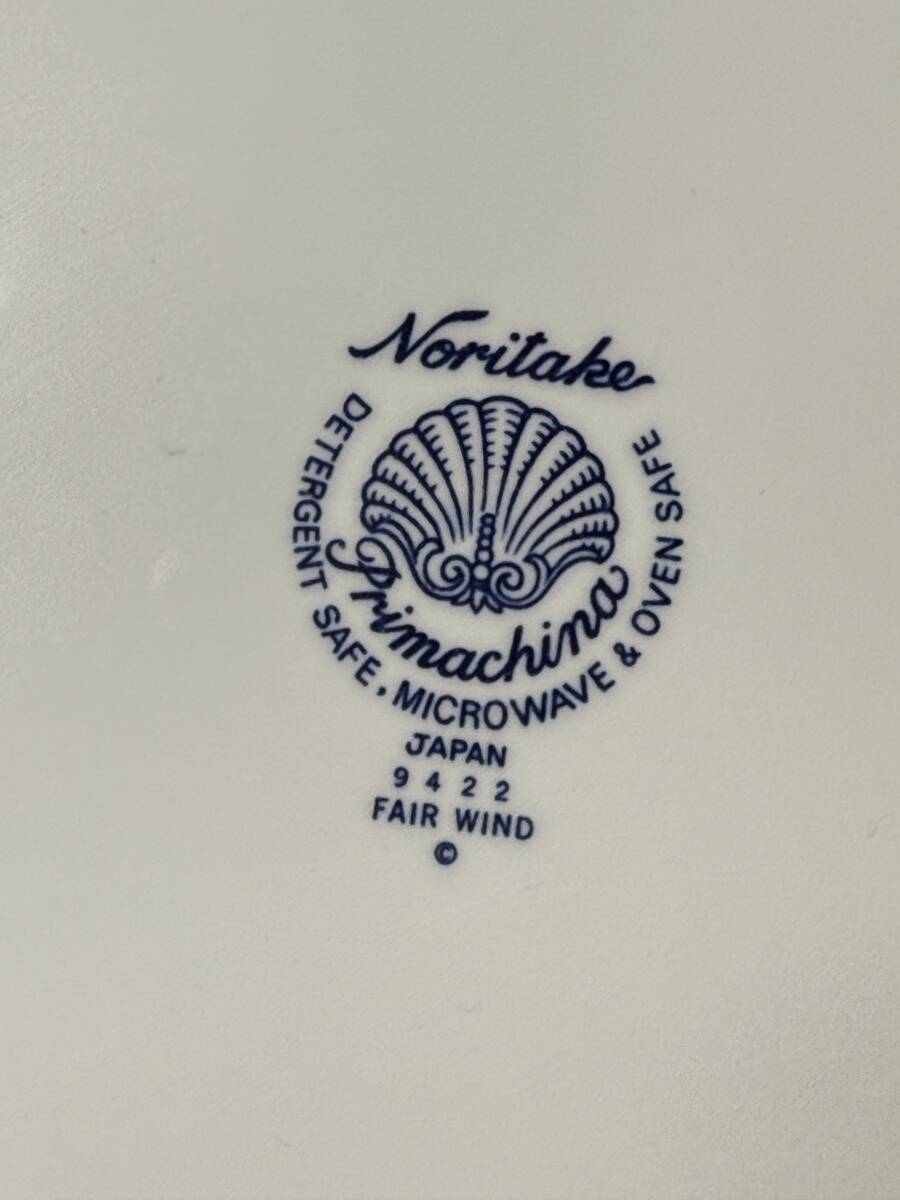 Noritake
Primachina
DETERGENT SAFE, MICROWAVE & OVEN SAFE
JAPAN
9422
FAIR WIND
©